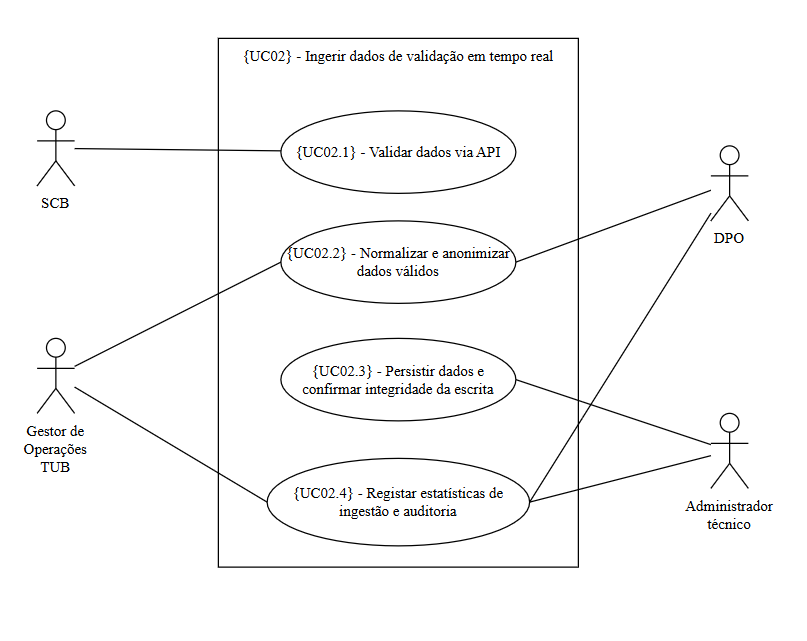 {UC02} - Ingerir dados de validação em tempo real
{UC02.1} - Validar dados via API
SCB
DPO
{UC02.2} - Normalizar e anonimizar
dados válidos
{UC02.3} - Persistir dados e
confirmar integridade da escrita
Gestor de
Operações
TUB
{UC02.4} - Registar estatísticas de
ingestão e auditoria
Administrador
técnico